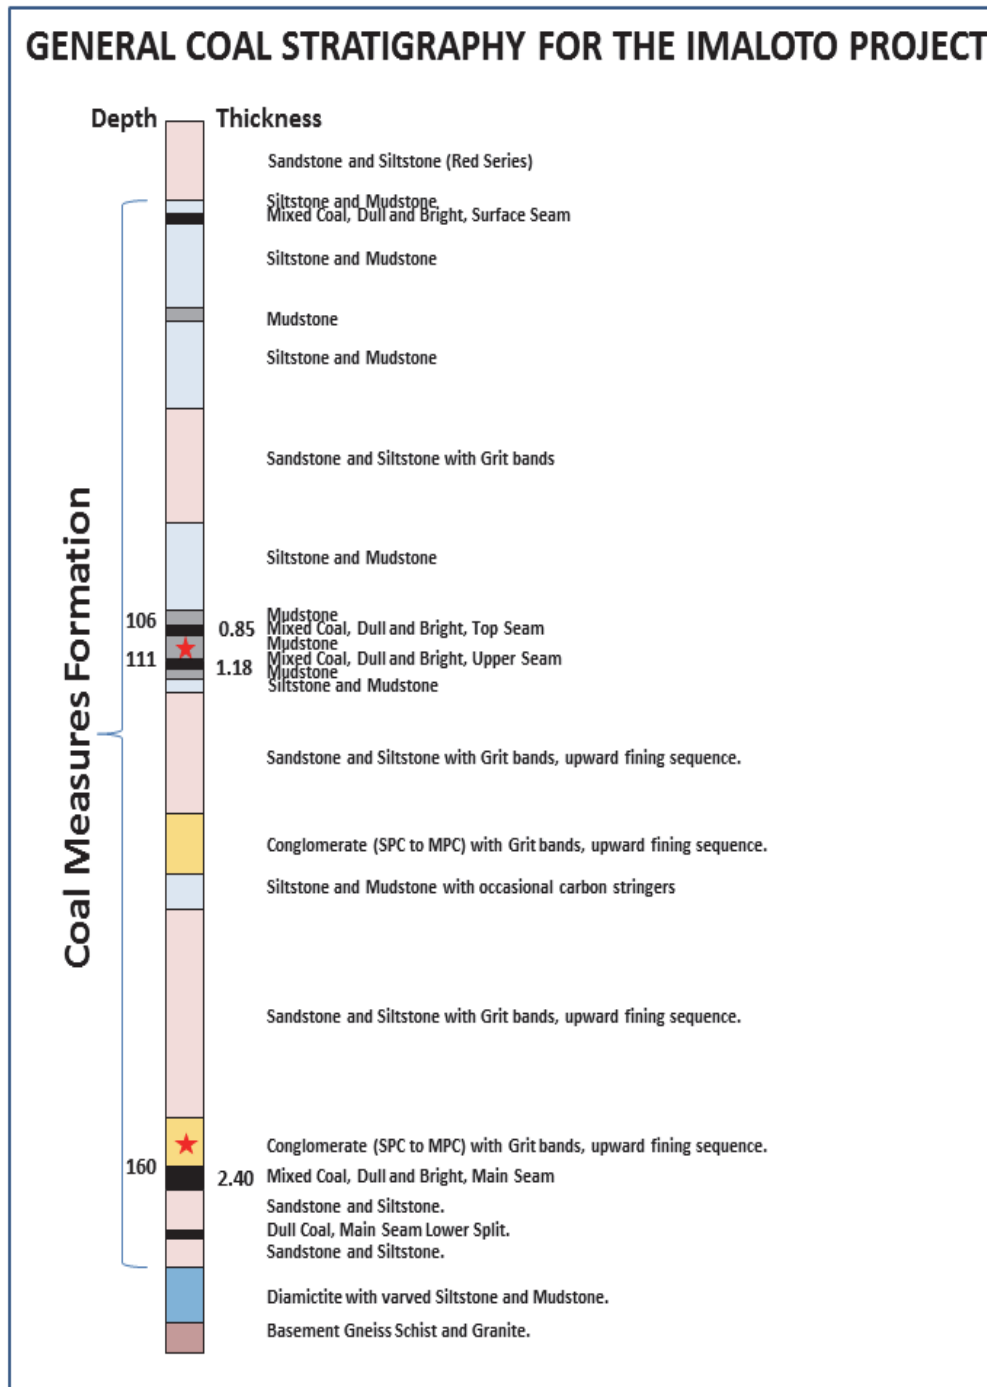 GENERAL COAL STRATIGRAPHY FOR THE IMALOTO PROJECT
Depth
Thickness
Sandstone and Siltstone (Red Series)
Siltstone and Mudstone
Mixed Coal, Dull and Bright, Surface Seam
Siltstone and Mudstone
Mudstone
Siltstone and Mudstone
Sandstone and Siltstone with Grit bands
Siltstone and Mudstone
Coal Measures Formation
106
Mudstone
0.85
Mixed Coal, Dull and Bright, Top Seam
Mudstone
111
Mixed Coal, Dull and Bright, Upper Seam
1.18
Mudstone
Siltstone and Mudstone
Sandstone and Siltstone with Grit bands, upward fining sequence.
Conglomerate (SPC to MPC) with Grit bands, upward fining sequence.
Siltstone and Mudstone with occasional carbon stringers
Sandstone and Siltstone with Grit bands, upward fining sequence.
Conglomerate (SPC to MPC) with Grit bands, upward fining sequence.
160
2.40
Mixed Coal, Dull and Bright, Main Seam
Sandstone and Siltstone.
Dull Coal, Main Seam Lower Split.
Sandstone and Siltstone.
Diamictite with varved Siltstone and Mudstone.
Basement Gneiss Schist and Granite.